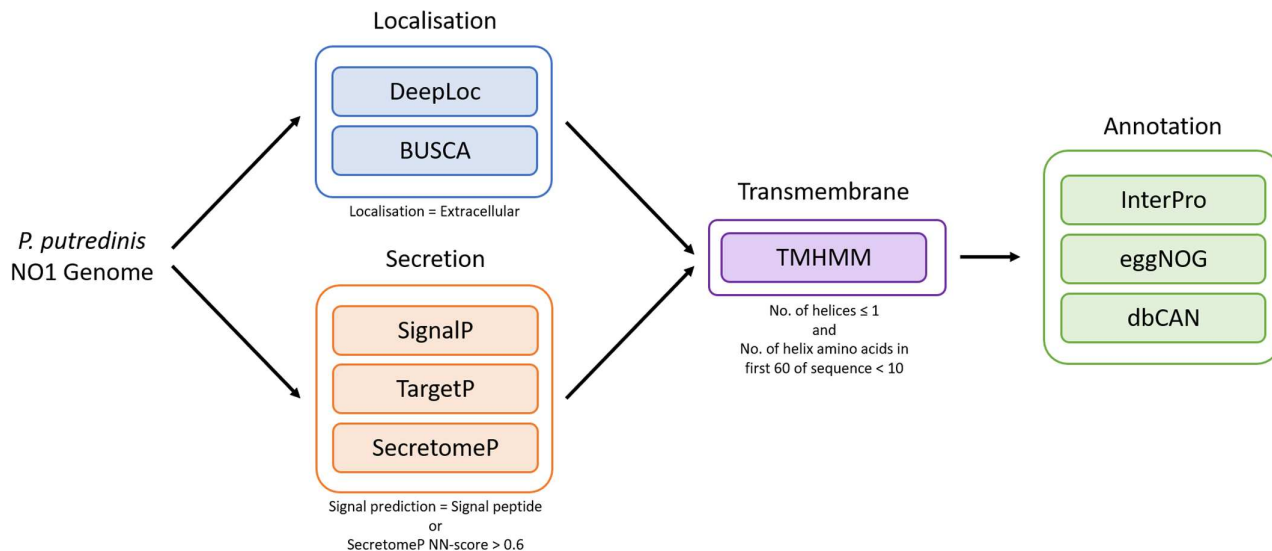 P. putredinis
NO1 Genome
Localisation
DeepLoc
BUSCA
Localisation = Extracellular
Secretion
SignalP
TargetP
SecretomeP
Signal prediction = Signal peptide
or
SecretomeP NN-score > 0.6
Transmembrane
TMHMM
No. of helices ≤ 1
and
No. of helix amino acids in
first 60 of sequence < 10
Annotation
InterPro
eggNOG
dbCAN